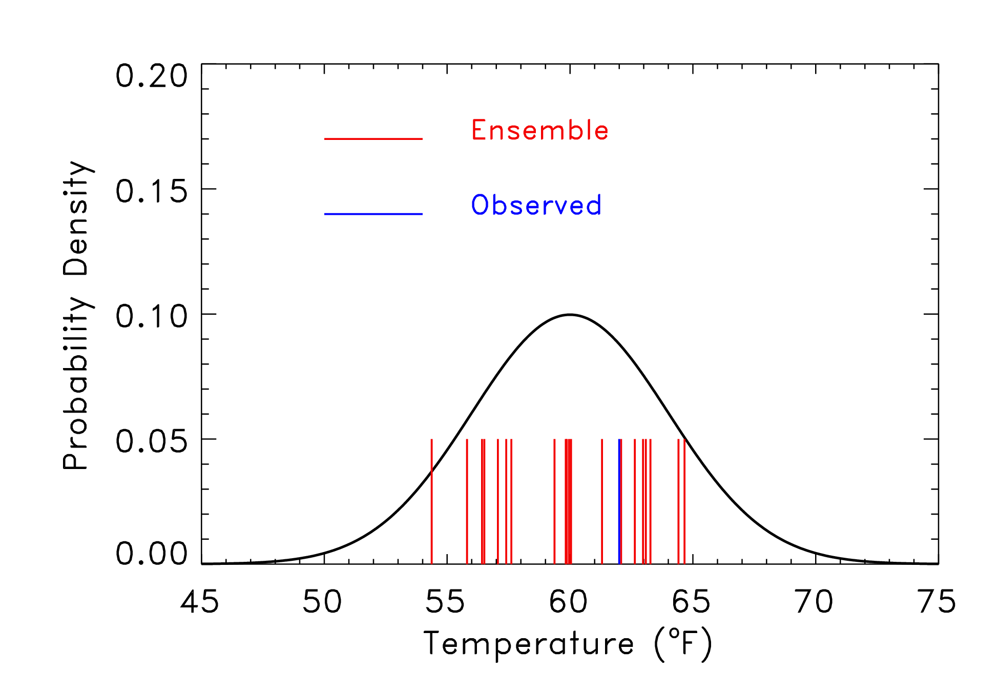 0.20
Ensemble
0.15
Observed
Probability Density
0.10
0.05
0.00
45 50 55 60 65 70 75
Temperature (°F)